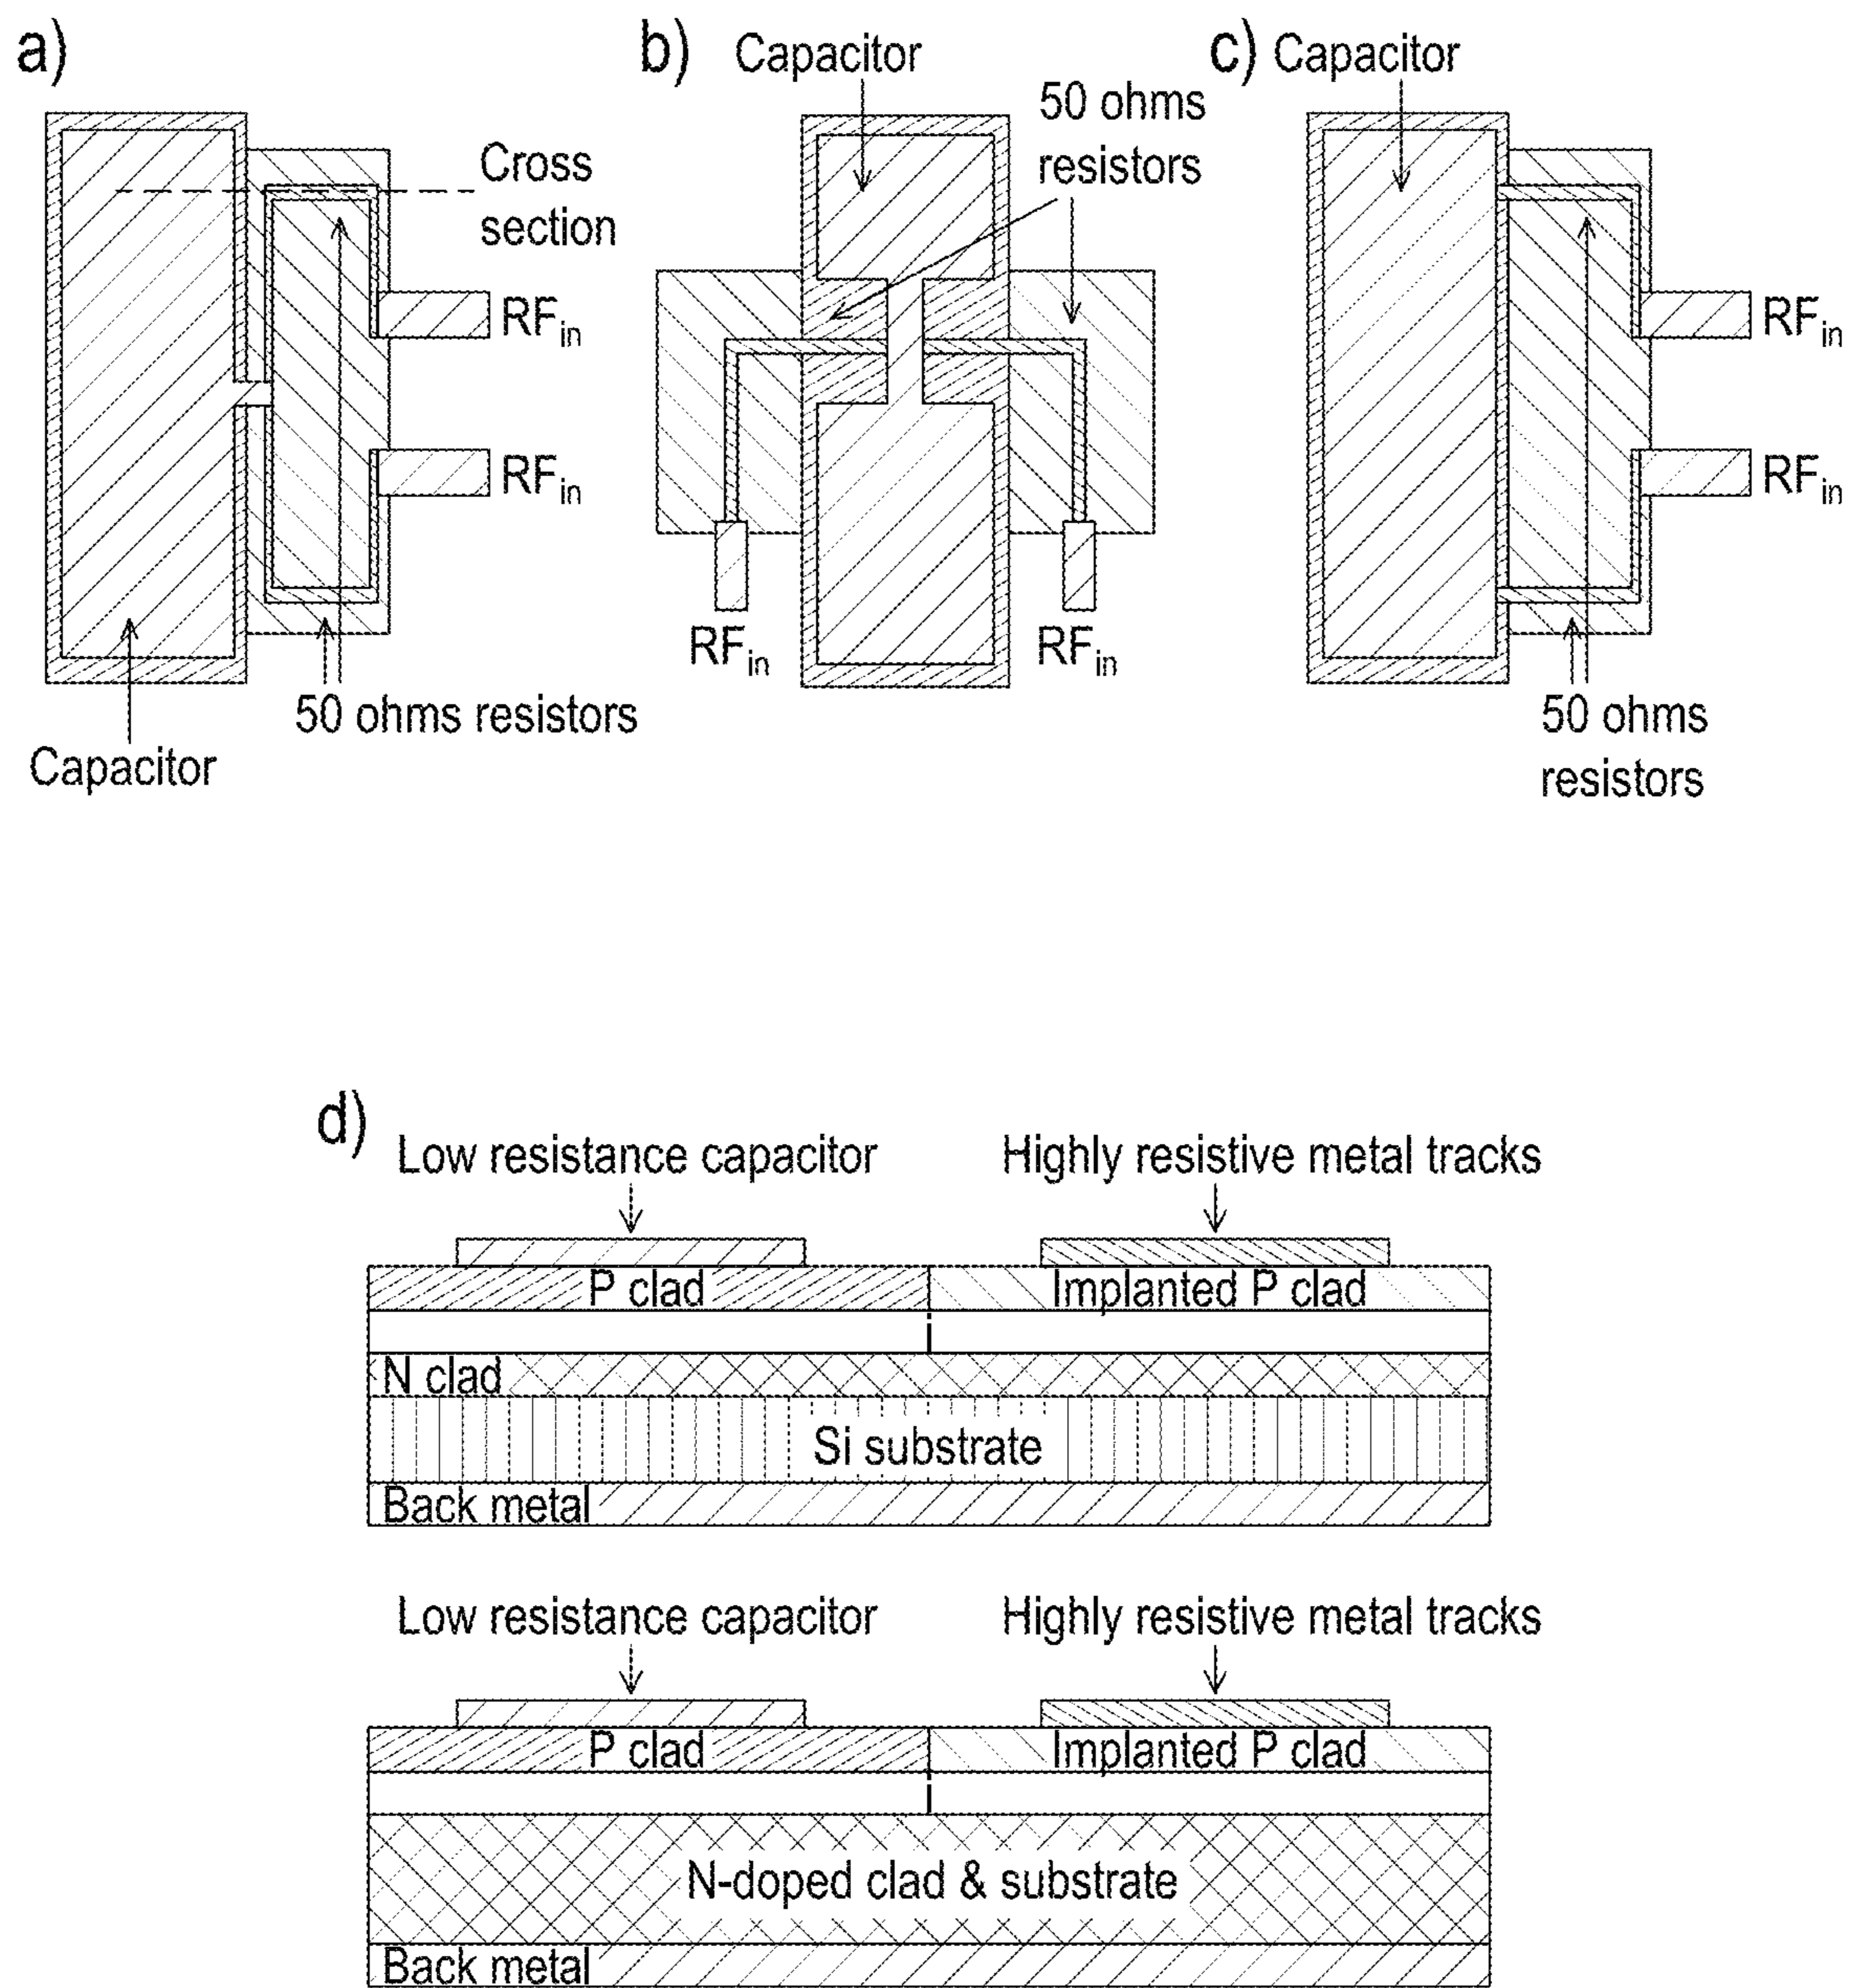 a)
Cross
section
RFin
RFin
50 ohms resistors
Capacitor
b)
Capacitor
50 ohms
resistors
RFin
RFin
c)
Capacitor
RFin
RFin
50 ohms
resistors
d)
Low resistance capacitor
Highly resistive metal tracks
P clad
Implanted P clad
N clad
Si substrate
Back metal
Low resistance capacitor
Highly resistive metal tracks
P clad
Implanted P clad
N-doped clad & substrate
Back metal